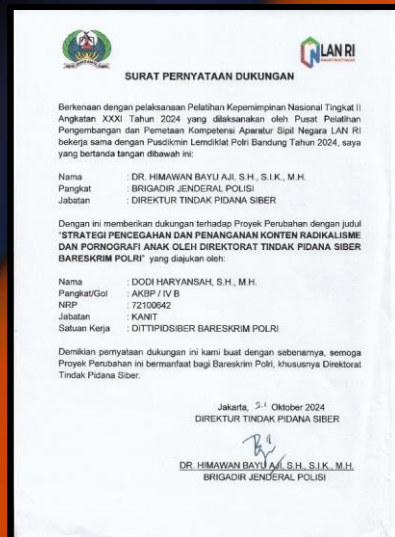 LAN RI
SURAT PERNYATAAN DUKUNGAN
Berkenaan dengan pelaksanaan Pelatihan Kepemimpinan Nasional Tingkat II
Angkatan XXXI Tahun 2024 yang dilaksanakan oleh Pusat Pelatihan
Pengembangan dan Pemetaan Kompetensi Aparatur Sipil Negara LAN RI
bekerja sama dengan Pusdikmin Lemdiklat Polri Bandung Tahun 2024, saya
yang bertanda tangan dibawah ini:
Nama : DR. HIMAWAN BAYU AJI, S.H., S.I.K., M.H.
Pangkat : BRIGADIR JENDERAL POLISI
Jabatan : DIREKTUR TINDAK PIDANA SIBER
Dengan ini memberikan dukungan terhadap Proyek Perubahan dengan judul
"STRATEGI PENCEGAHAN DAN PENANGANAN KONTEN RADIKALISME
DAN PORNOGRAFI ANAK OLEH DIREKTORAT TINDAK PIDANA SIBER
BARESKRIM POLRI" yang diajukan oleh:
Nama : DODI HARYANSAH, S.H., M.H.
Pangkat/Gol : AKBP / IV B
NRP : 72100642
Jabatan : KANIT
Satuan Kerja : DITTIPIDSIBER BARESKRIM POLRI
Demikian pernyataan dukungan ini kami buat dengan sebenarnya, semoga
Proyek Perubahan ini bermanfaat bagi Bareskrim Polri, khususnya Direktorat
Tindak Pidana Siber.
Jakarta, 21 Oktober 2024
DIREKTUR TINDAK PIDANA SIBER
DR. HIMAWAN BAYU AJI, S.H., S.I.K., M.H.
BRIGADIR JENDERAL POLISI